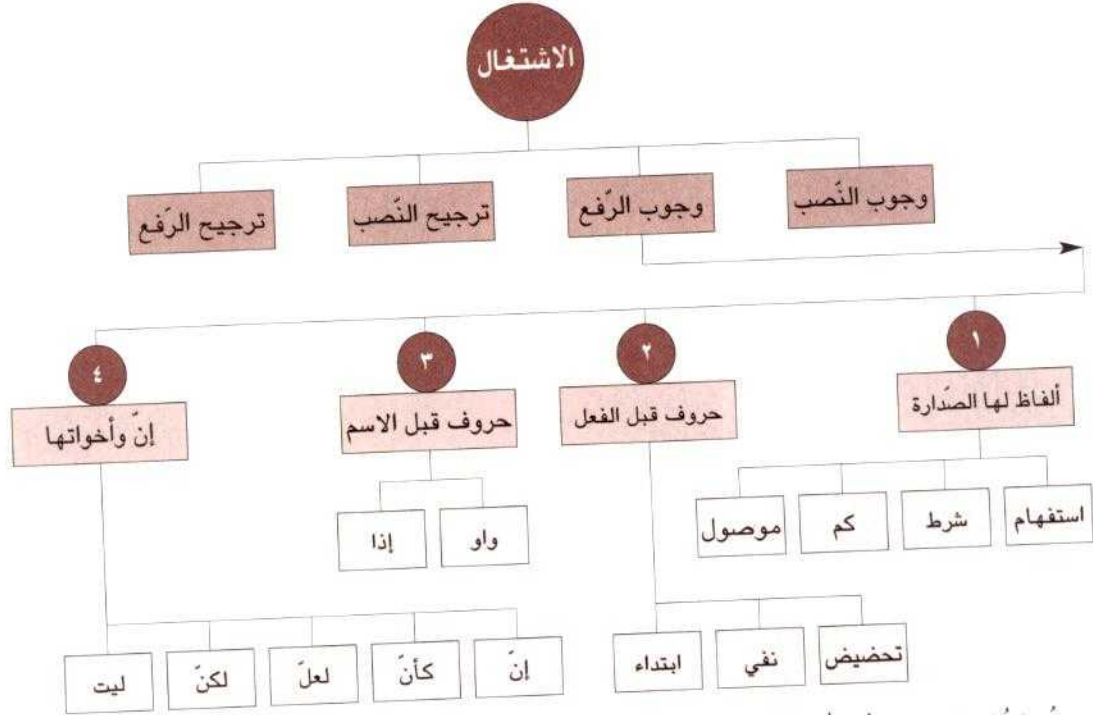 الاشتغال
وجوب النّصب
وجوب الرّفع
ترجيح النّصب
ترجيح الرّفع
١
٢
٣
٤
ألفاظ لها الصّدارة
حروف قبل الفعل
حروف قبل الاسم
إنّ وأخواتها
استفهام
شرط
كم
موصول
واو
إذا
تحضيض
نفي
ابتداء
إنّ
كأنّ
لعلّ
لكنّ
ليت